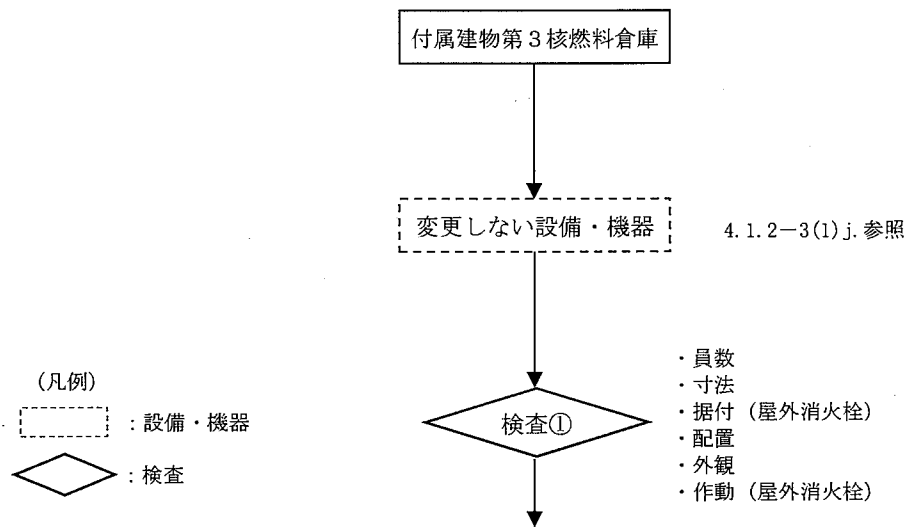 付属建物第3核燃料倉庫
変更しない設備・機器
4.1.2－3(1)j.参照
検査①
・員数
・寸法
・据付（屋外消火栓）
・配置
・外観
・作動（屋外消火栓）
(凡例)
：設備・機器
：検査